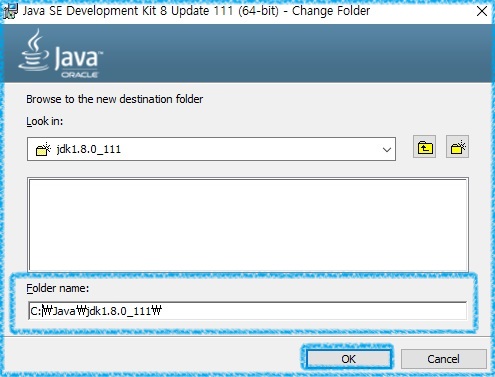 Java SE Development Kit 8 Update 111 (64-bit) - Change Folder
Java
ORACLE
Browse to the new destination folder
Look in:
jdk1.8.0_111
Folder name:
C:₩Java₩jdk1.8.0_111₩
OK Cancel